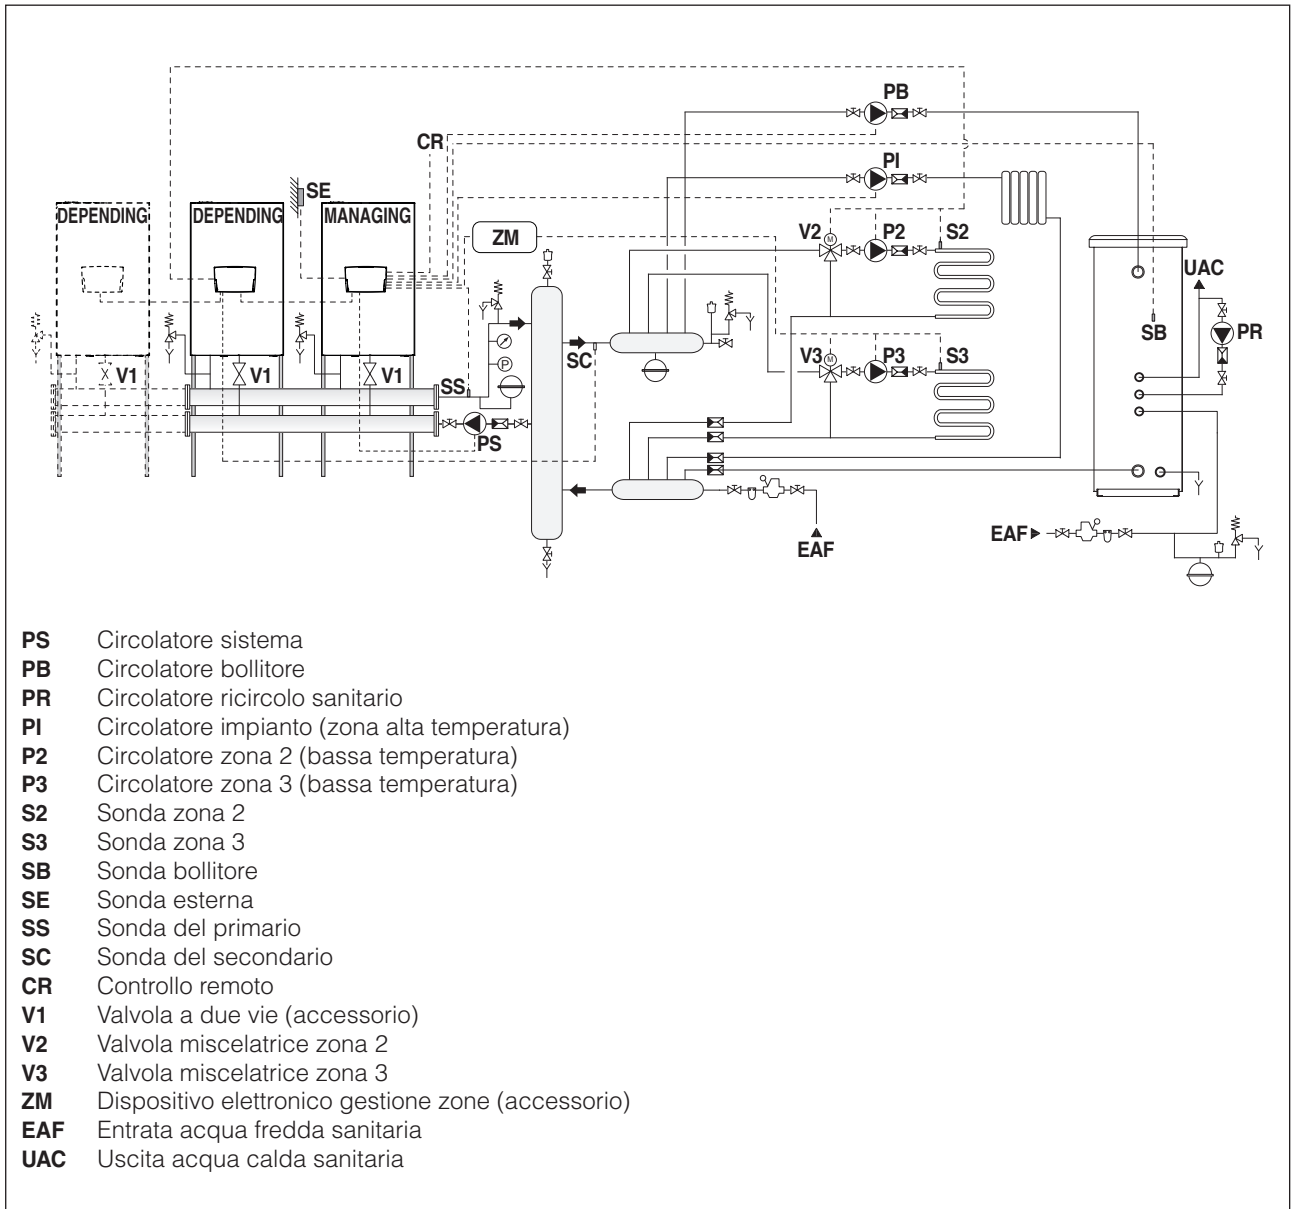 PB
CR
PI
SE
DEPENDING DEPENDING MANAGING
ZM
V2 P2 S2
M
UAC
SB
PR
SC
V3 P3 S3
M
V1 V1 V1
SS
P
PS
EAF
EAF
PS Circolatore sistema
PB Circolatore bollitore
PR Circolatore ricircolo sanitario
PI Circolatore impianto (zona alta temperatura)
P2 Circolatore zona 2 (bassa temperatura)
P3 Circolatore zona 3 (bassa temperatura)
S2 Sonda zona 2
S3 Sonda zona 3
SB Sonda bollitore
SE Sonda esterna
SS Sonda del primario
SC Sonda del secondario
CR Controllo remoto
V1 Valvola a due vie (accessorio)
V2 Valvola miscelatrice zona 2
V3 Valvola miscelatrice zona 3
ZM Dispositivo elettronico gestione zone (accessorio)
EAF Entrata acqua fredda sanitaria
UAC Uscita acqua calda sanitaria